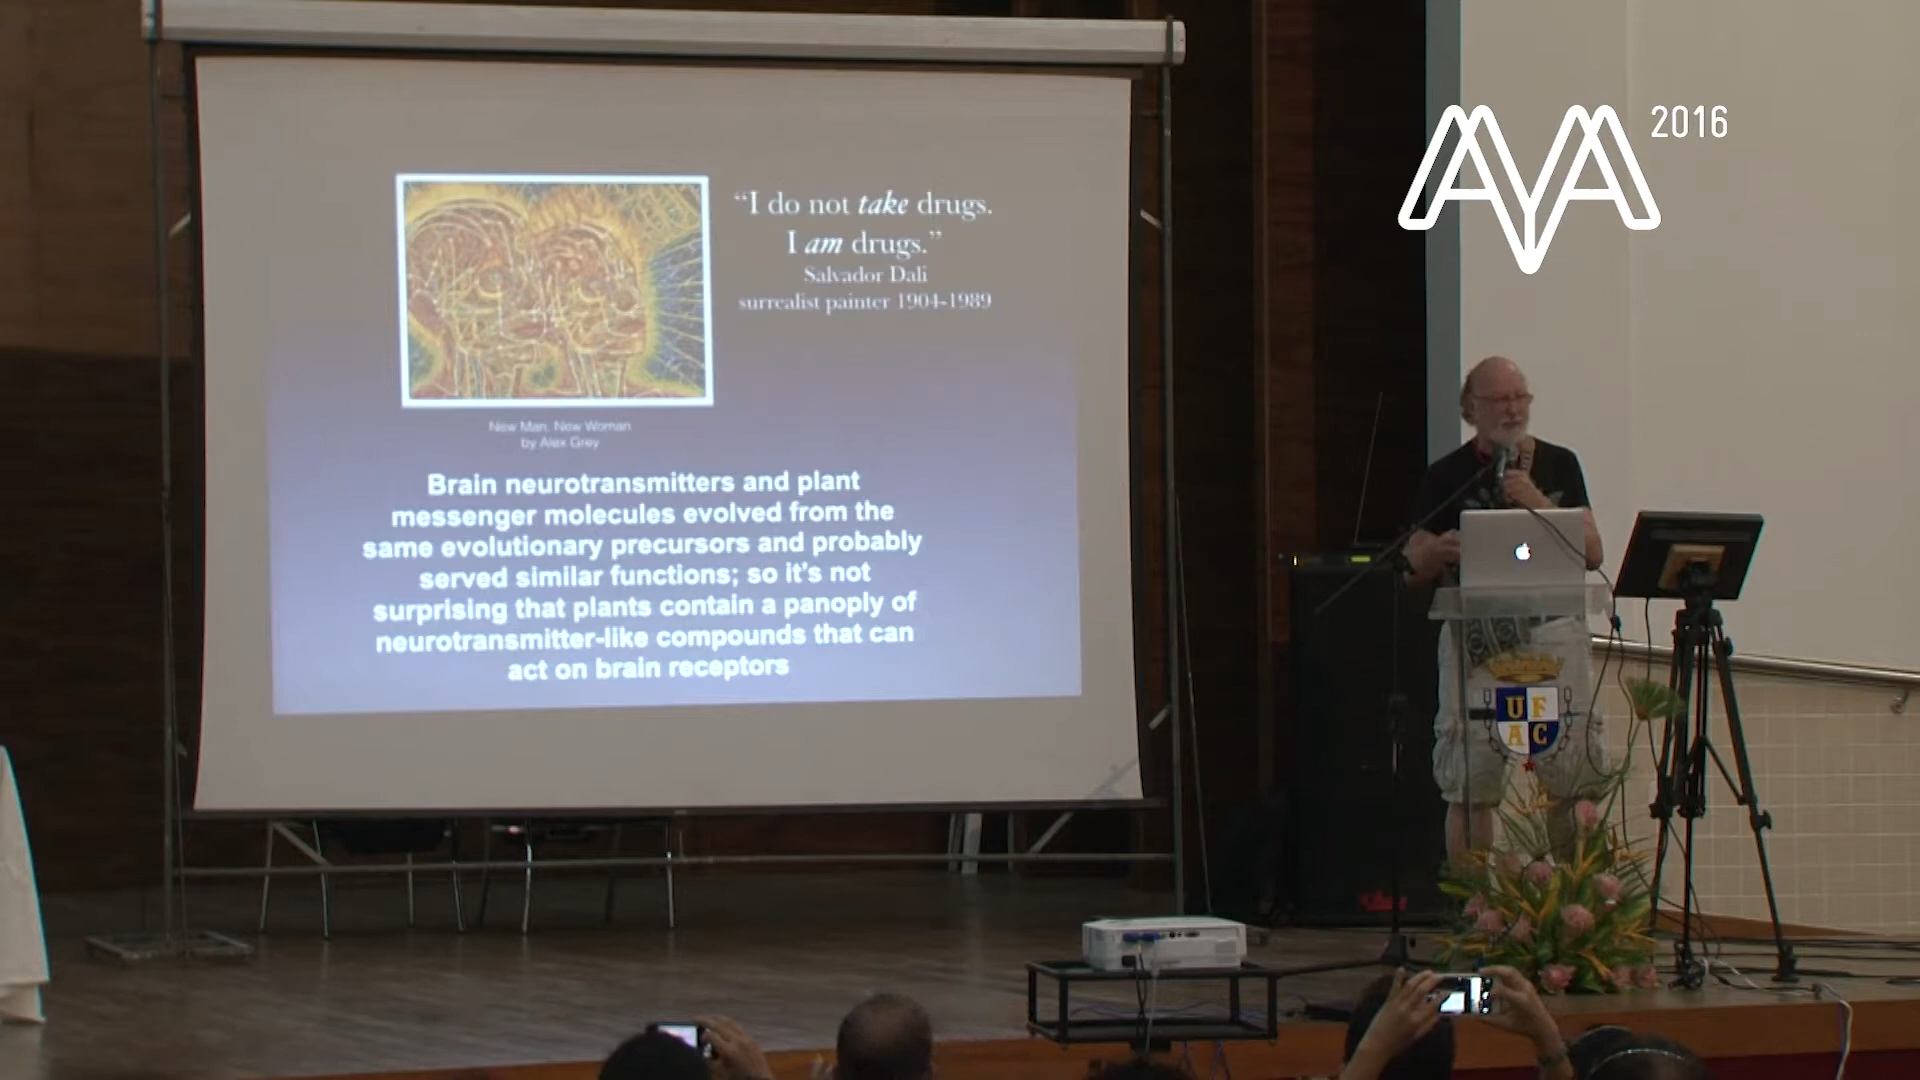 “I do not take drugs.
I am drugs.”
Salvador Dali
surrealist painter 1904-1989
New Man, New Woman
by Alex Grey
Brain neurotransmitters and plant
messenger molecules evolved from the
same evolutionary precursors and probably
served similar functions; so it’s not
surprising that plants contain a panoply of
neurotransmitter-like compounds that can
act on brain receptors
AYA 2016
U F
A C